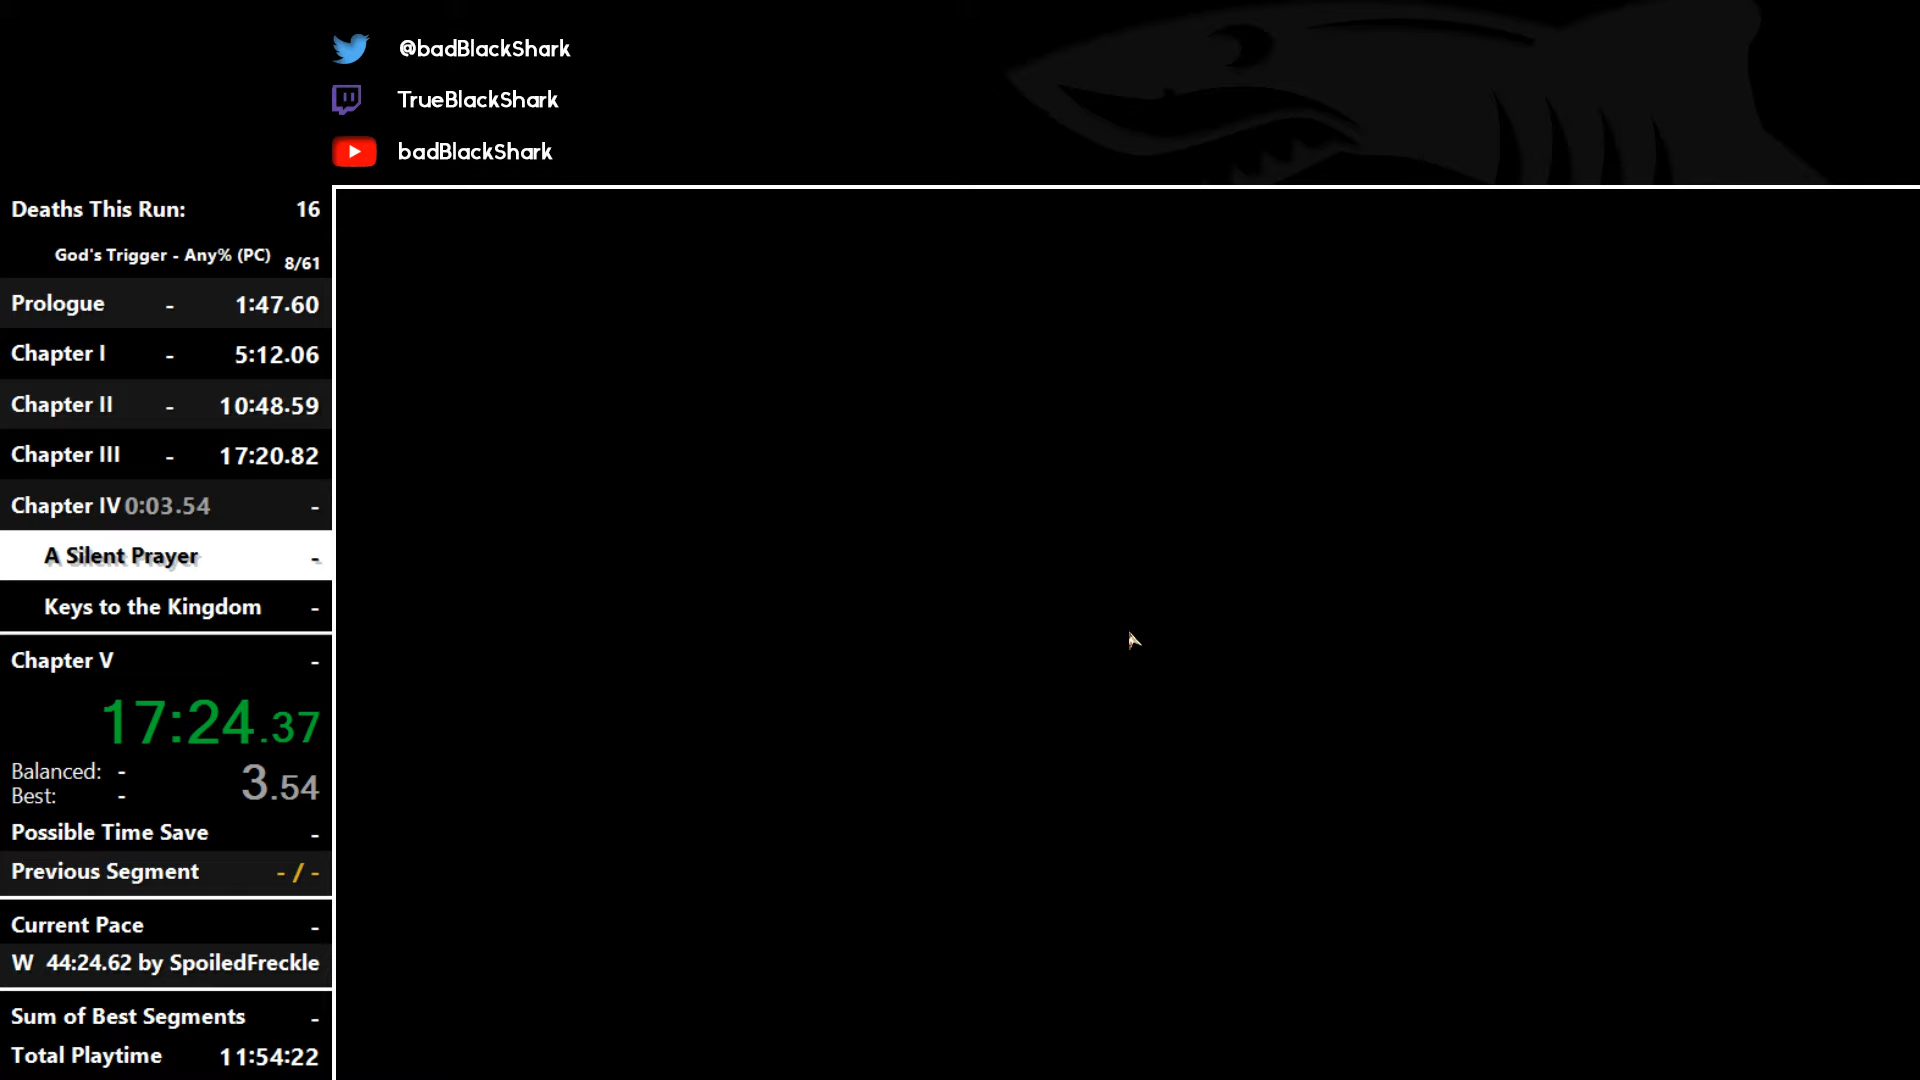 @badBlackShark
TrueBlackShark
badBlackShark
Deaths This Run: 16
God's Trigger - Any% (PC) 8/61
Prologue - 1:47.60
Chapter I - 5:12.06
Chapter II - 10:48.59
Chapter III - 17:20.82
Chapter IV 0:03.54 -
A Silent Prayer -
Keys to the Kingdom -
Chapter V -
17:24.37
Balanced: - 3.54
Best: -
Possible Time Save -
Previous Segment - / -
Current Pace -
W 44:24.62 by SpoiledFreckle
Sum of Best Segments -
Total Playtime 11:54:22